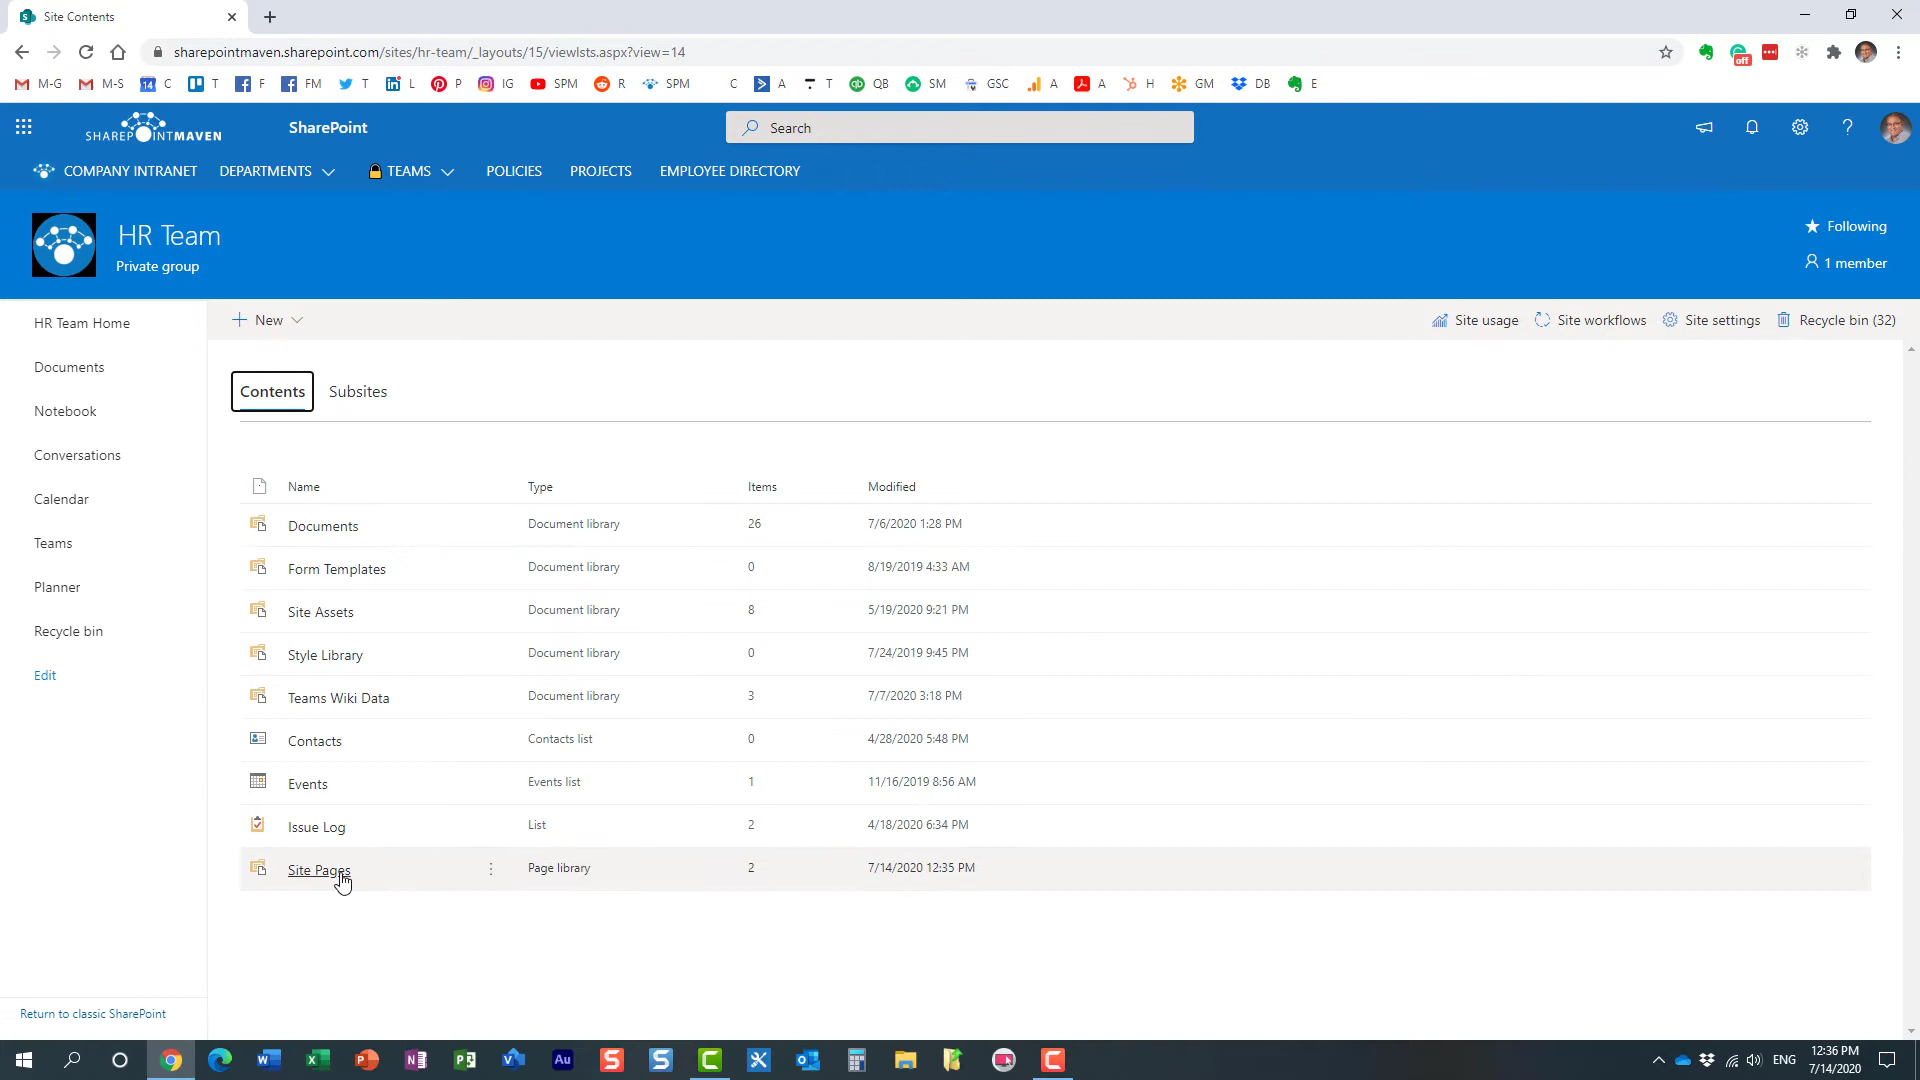 Site Contents
sharepointmaven.sharepoint.com/sites/hr-team/_layouts/15/viewlsts.aspx?view=14
M-G M-S 14 C T F FM T L P IG SPM R SPM C A T QB SM GSC A A H GM DB E
off
SHAREPOINTMAVEN SharePoint Search
COMPANY INTRANET DEPARTMENTS TEAMS POLICIES PROJECTS EMPLOYEE DIRECTORY
HR Team
Private group
Following
1 member
HR Team Home
Documents
Notebook
Conversations
Calendar
Teams
Planner
Recycle bin
Edit
Return to classic SharePoint
New Site usage Site workflows Site settings Recycle bin (32)
Contents Subsites
Name Type Items Modified
Documents Document library 26 7/6/2020 1:28 PM
Form Templates Document library 0 8/19/2019 4:33 AM
Site Assets Document library 8 5/19/2020 9:21 PM
Style Library Document library 0 7/24/2019 9:45 PM
Teams Wiki Data Document library 3 7/7/2020 3:18 PM
Contacts Contacts list 0 4/28/2020 5:48 PM
Events Events list 1 11/16/2019 8:56 AM
Issue Log List 2 4/18/2020 6:34 PM
Site Pages Page library 2 7/14/2020 12:35 PM
ENG 12:36 PM
7/14/2020